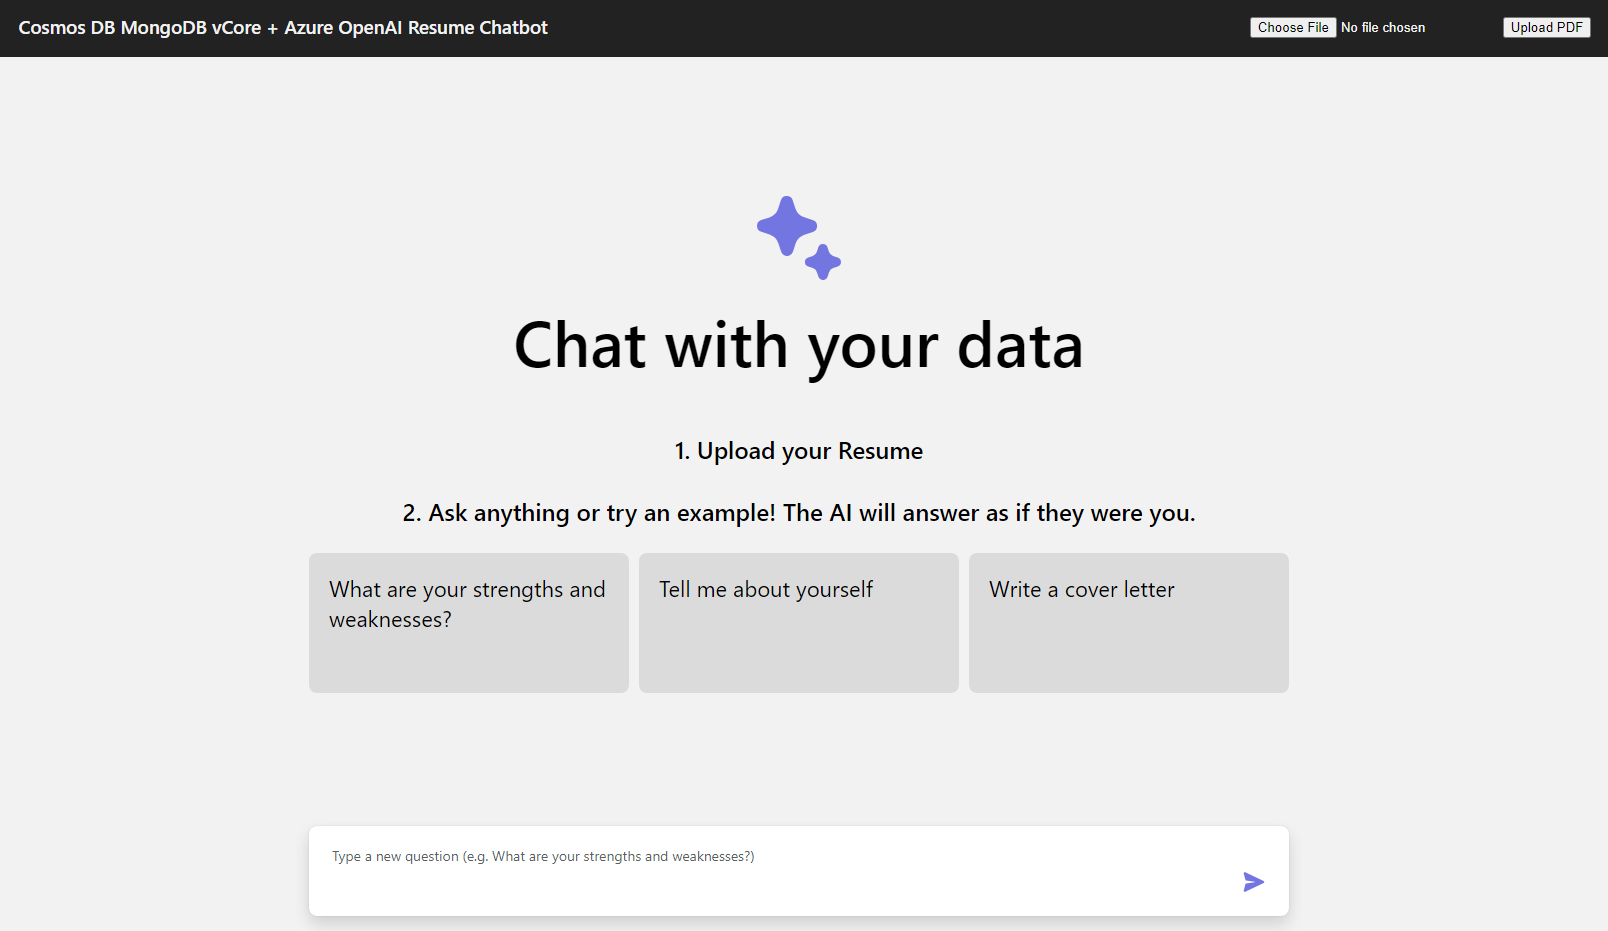 Cosmos DB MongoDB vCore + Azure OpenAI Resume Chatbot
Choose File No file chosen
Upload PDF
Chat with your data
1. Upload your Resume
2. Ask anything or try an example! The AI will answer as if they were you.
What are your strengths and
weaknesses?
Tell me about yourself
Write a cover letter
Type a new question (e.g. What are your strengths and weaknesses?)